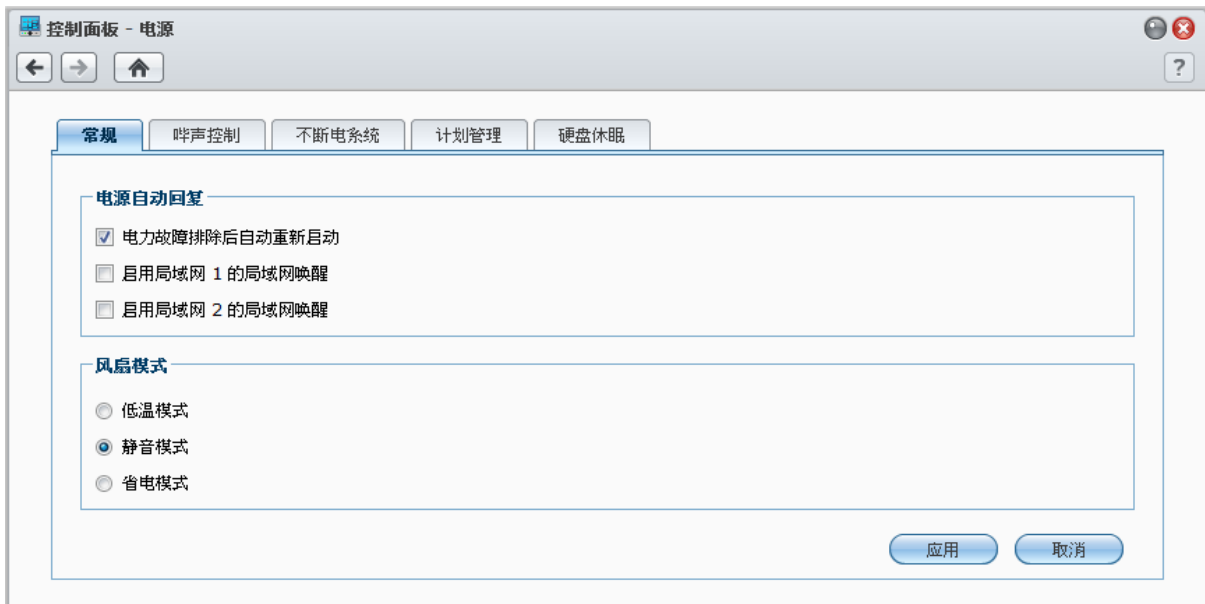 控制面板 - 电源
?
常规 哔声控制 不断电系统 计划管理 硬盘休眠
电源自动回复
电力故障排除后自动重新启动
启用局域网 1 的局域网唤醒
启用局域网 2 的局域网唤醒
风扇模式
低温模式
静音模式
省电模式
应用 取消